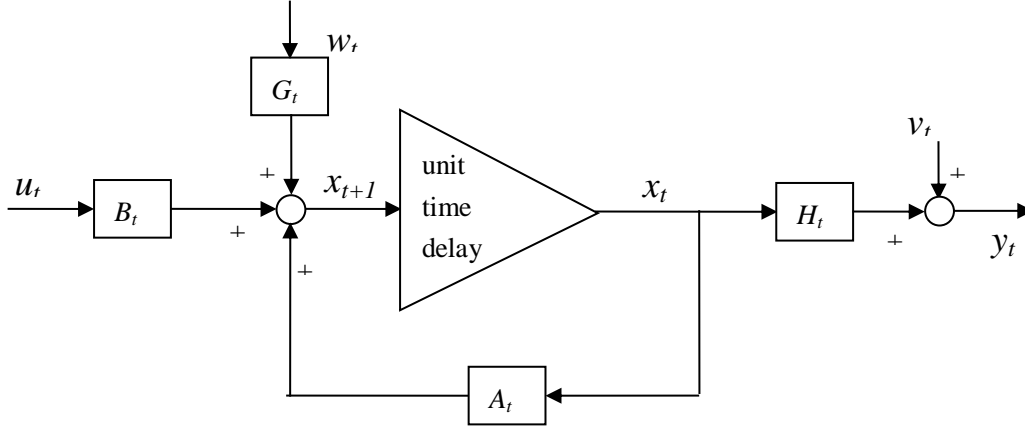 w_t
G_t
v_t
+
+
u_t
B_t
+
x_{t+1}
unit
time
delay
x_t
H_t
+
y_t
+
A_t